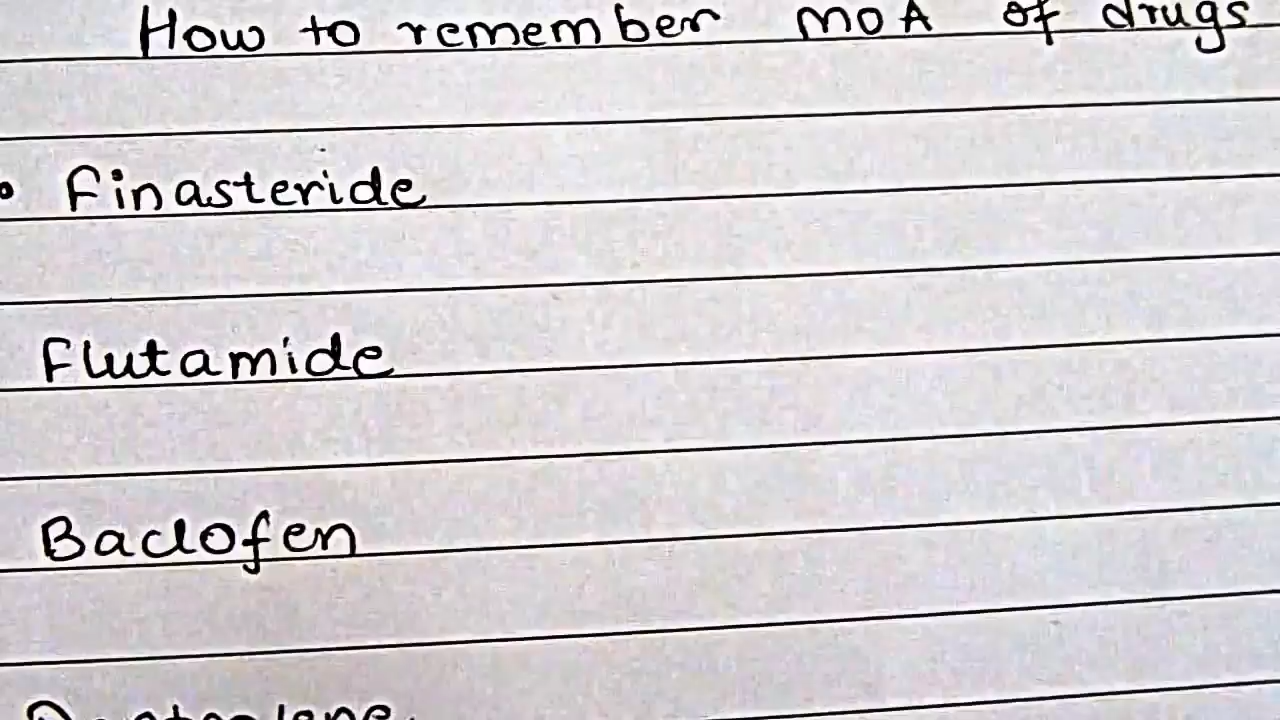 How to remember MOA of drugs
Finasteride
Flutamide
Baclofen